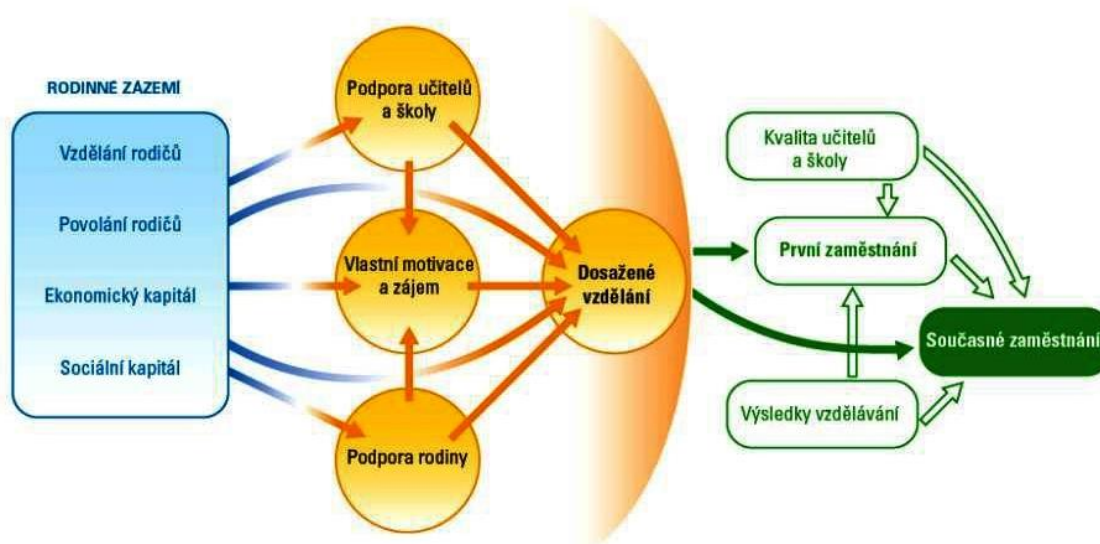 RODINNÉ ZÁZEMÍ
Vzdělání rodičů
Povolání rodičů
Ekonomický kapitál
Sociální kapitál
Podpora učitelů
a školy
Vlastní motivace
a zájem
Podpora rodiny
Dosažené
vzdělání
Kvalita učitelů
a školy
První zaměstnání
Současné zaměstnání
Výsledky vzdělávání